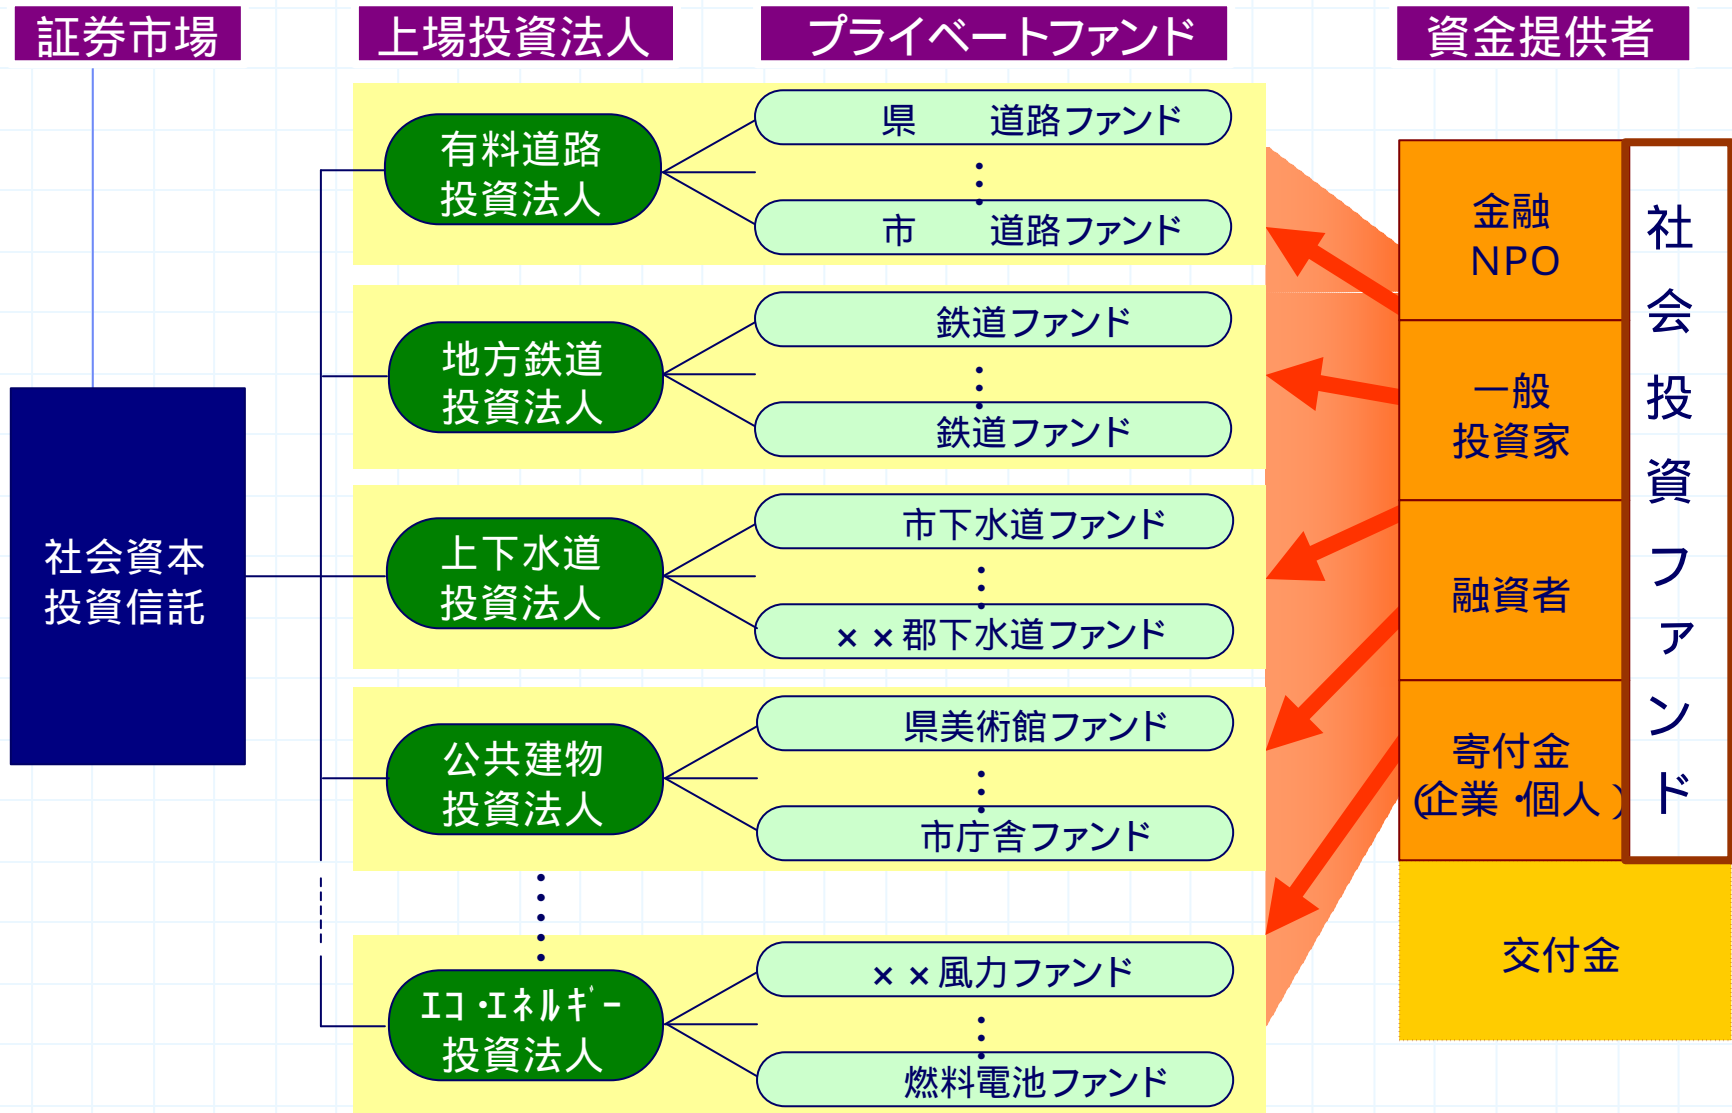 証券市場
上場投資法人
プライベートファンド
資金提供者
社会資本
投資信託
有料道路
投資法人
県　　道路ファンド
市　　道路ファンド
地方鉄道
投資法人
鉄道ファンド
鉄道ファンド
上下水道
投資法人
市下水道ファンド
××郡下水道ファンド
公共建物
投資法人
県美術館ファンド
市庁舎ファンド
ｴｺ・ｴﾈﾙｷﾞｰ
投資法人
××風力ファンド
燃料電池ファンド
金融
NPO
一般
投資家
融資者
寄付金
(企業・個人)
交付金
社会投資ファンド